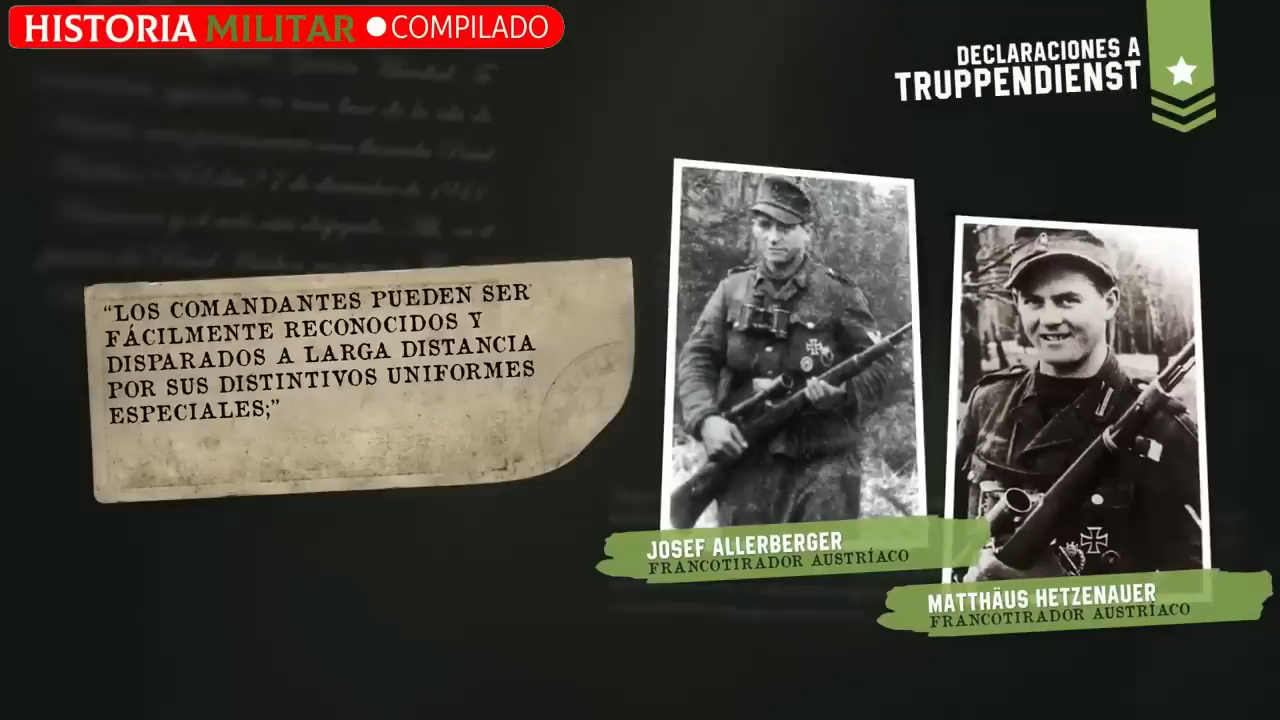 HISTORIA MILITAR ● COMPILADO
DECLARACIONES A
TRUPPENDIENST
“LOS COMANDANTES PUEDEN SER
FÁCILMENTE RECONOCIDOS Y
DISPARADOS A LARGA DISTANCIA
POR SUS DISTINTIVOS UNIFORMES
ESPECIALES;”
JOSEF ALLERBERGER
FRANCOTIRADOR AUSTRÍACO
MATTHÄUS HETZENAUER
FRANCOTIRADOR AUSTRÍACO